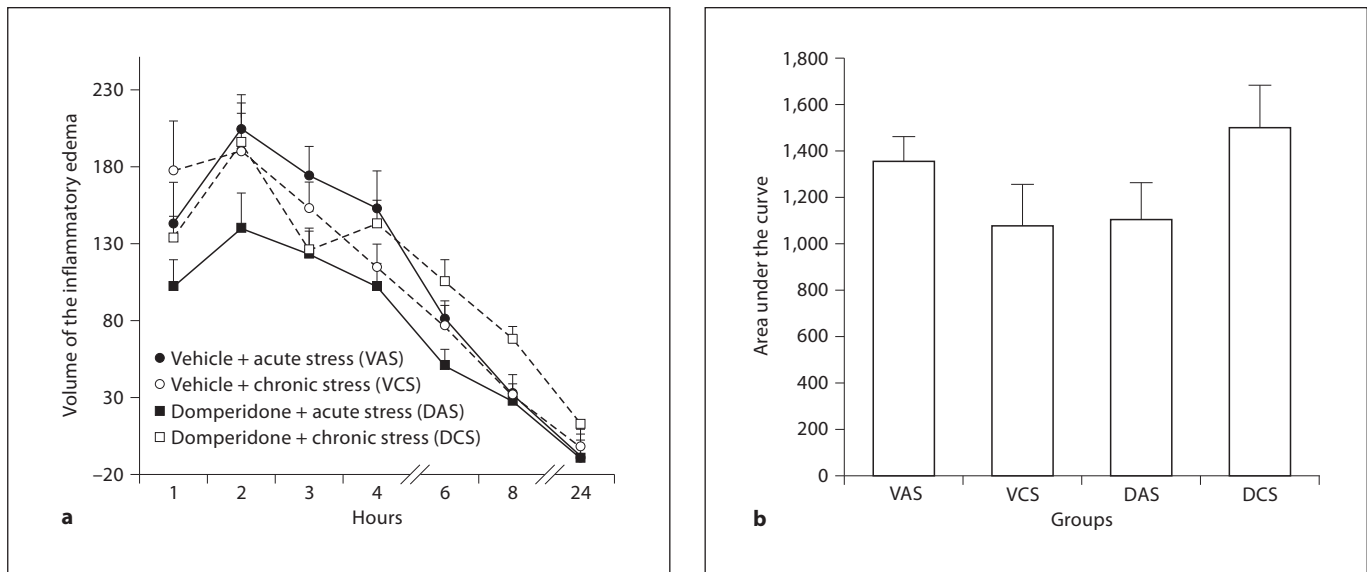 Volume of the inflammatory edema
230
180
130
80
30
–20
Vehicle + acute stress (VAS)
Vehicle + chronic stress (VCS)
Domperidone + acute stress (DAS)
Domperidone + chronic stress (DCS)
1 2 3 4 6 8 24
Hours
a
Area under the curve
1,800
1,600
1,400
1,200
1,000
800
600
400
200
0
VAS VCS DAS DCS
Groups
b